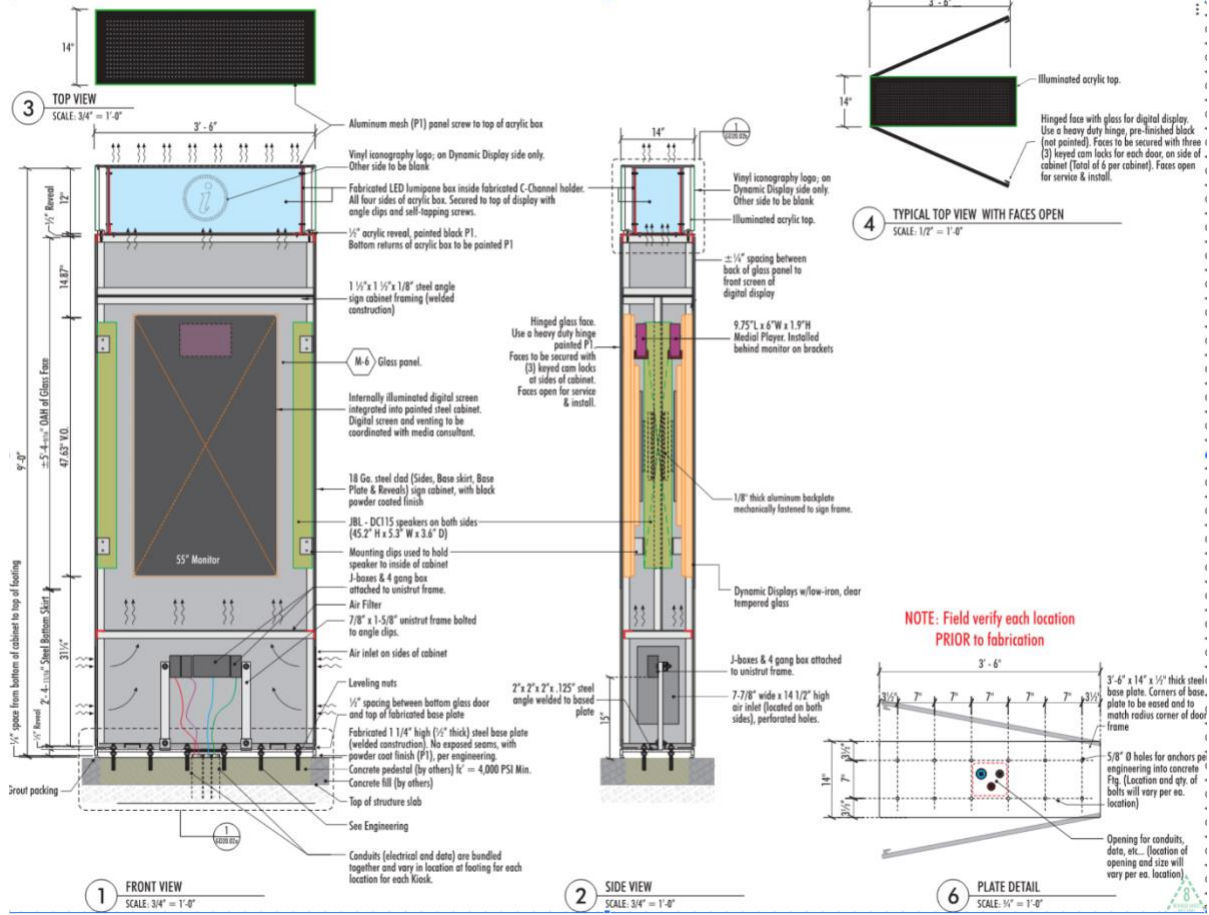 14"
3
TOP VIEW
SCALE: 3/4" = 1'-0"
3' - 6"
Aluminum mesh (P1) panel screw to top of acrylic box
Vinyl iconography logo; on Dynamic Display side only.
Other side to be blank
Fabricated LED lumipane box inside fabricated C-Channel holder.
All four sides of acrylic box. Secured to top of display with
angle clips and self-tapping screws.
½" acrylic reveal, painted black P1.
Bottom returns of acrylic box to be painted P1
1 ½"x 1 ½"x 1/8" steel angle
sign cabinet framing (welded
construction)
M-6
Glass panel.
Internally illuminated digital screen
integrated into painted steel cabinet.
Digital screen and venting to be
coordinated with media consultant.
18 Ga. steel clad (Sides, Base skirt, Base
Plate & Reveals) sign cabinet, with black
powder coated finish
JBL - DC115 speakers on both sides
(45.2" H x 5.3" W x 3.6" D)
Mounting clips used to hold
speaker to inside of cabinet
J-boxes & 4 gang box
attached to unistrut frame.
Air Filter
7/8" x 1-5/8" unistrut frame bolted
to angle clips.
Air inlet on sides of cabinet
Leveling nuts
½" spacing between bottom glass door
and top of fabricated base plate
Fabricated 1 1/4" high (½" thick) steel base plate
(welded construction). No exposed seams, with
powder coat finish (P1), per engineering.
Concrete pedestal (by others) fc' = 4,000 PSI Min.
Concrete fill (by others)
Top of structure slab
See Engineering
Conduits (electrical and data) are bundled
together and vary in location at footing for each
location for each Kiosk.
i
55" Monitor
½" Reveal
12"
14.87"
47.63" V.O.
31¼"
9'-0"
½" Reveal
¼" space from bottom of cabinet to top of footing
Grout packing
1
1
FRONT VIEW
SCALE: 3/4" = 1'-0"
14"
1
Vinyl iconography logo; on
Dynamic Display side only.
Other side to be blank
Illuminated acrylic top.
±¼" spacing between
back of glass panel to
front screen of
digital display
Hinged glass face.
Use a heavy duty hinge
painted P1.
Faces to be secured with
(3) keyed cam locks
at sides of cabinet.
Faces open for service
& install.
9.75"L x 6"W x 1.9"H
Medial Player. Installed
behind monitor on brackets
1/8" thick aluminum backplate
mechanically fastened to sign frame.
Dynamic Displays w/low-iron, clear
tempered glass
J-boxes & 4 gang box attached
to unistrut frame.
2"x 2"x 2"x .125" steel
angle welded to based
plate
7-7/8" wide x 14 1/2" high
air inlet (located on both
sides), perforated holes.
15"
2
SIDE VIEW
SCALE: 3/4" = 1'-0"
3' - 6"
14"
Illuminated acrylic top.
Hinged face with glass for digital display.
Use a heavy duty hinge, pre-finished black
(not painted). Faces to be secured with three
(3) keyed cam locks for each door, on side of
cabinet (Total of 6 per cabinet). Faces open
for service & install.
4
TYPICAL TOP VIEW WITH FACES OPEN
SCALE: 1/2" = 1'-0"
NOTE: Field verify each location
PRIOR to fabrication
3' - 6"
3½" 7" 7" 7" 7" 7" 3½"
14"
3½"
7"
3½"
3'-6" x 14" x ½" thick steel
base plate. Corners of base
plate to be eased and to
match radius corner of door
frame
5/8" Ø holes for anchors per
engineering into concrete
Ftg. (Location and qty. of
bolts will vary per ea.
location)
Opening for conduits,
data, etc... (location of
opening and size will
vary per ea. location)
6
PLATE DETAIL
SCALE: ¾" = 1'-0"
8